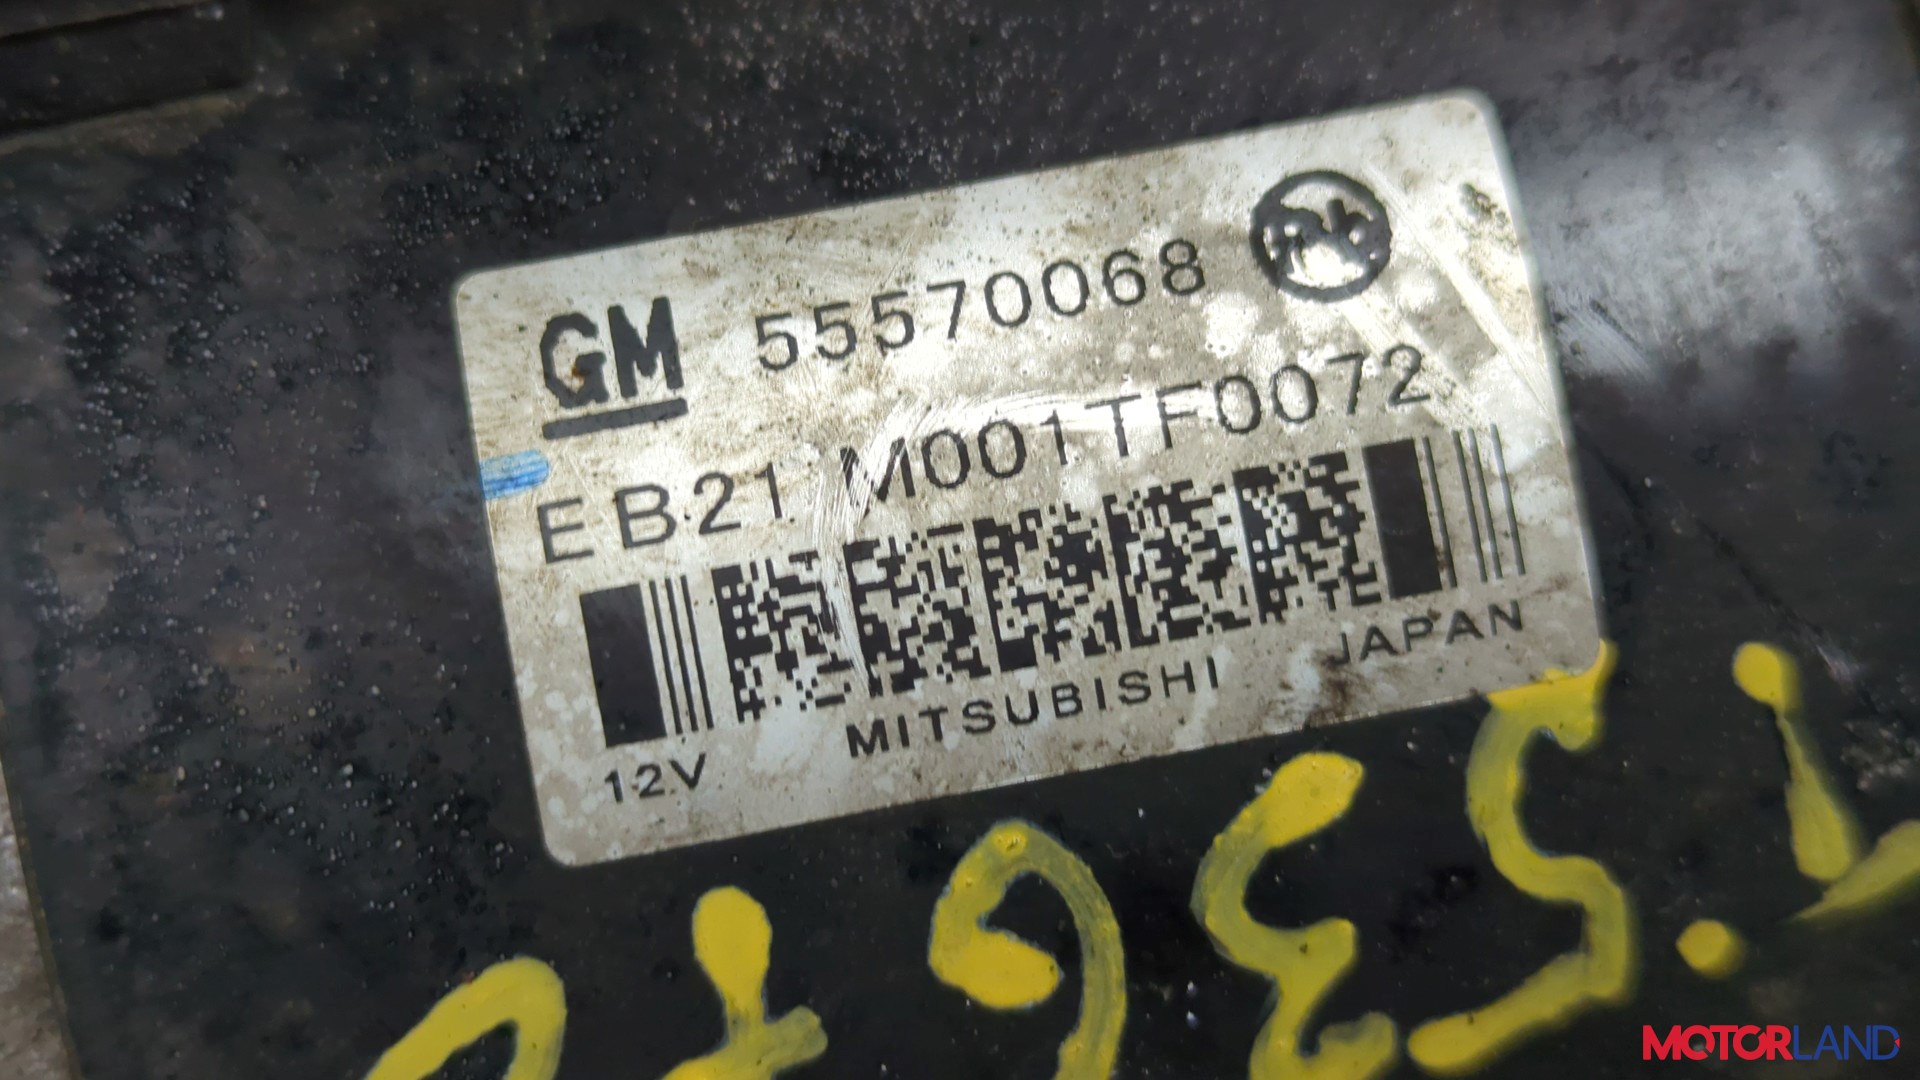 GM 55570068
EB21 M001TF0072
12V MITSUBISHI JAPAN
MOTORLAND